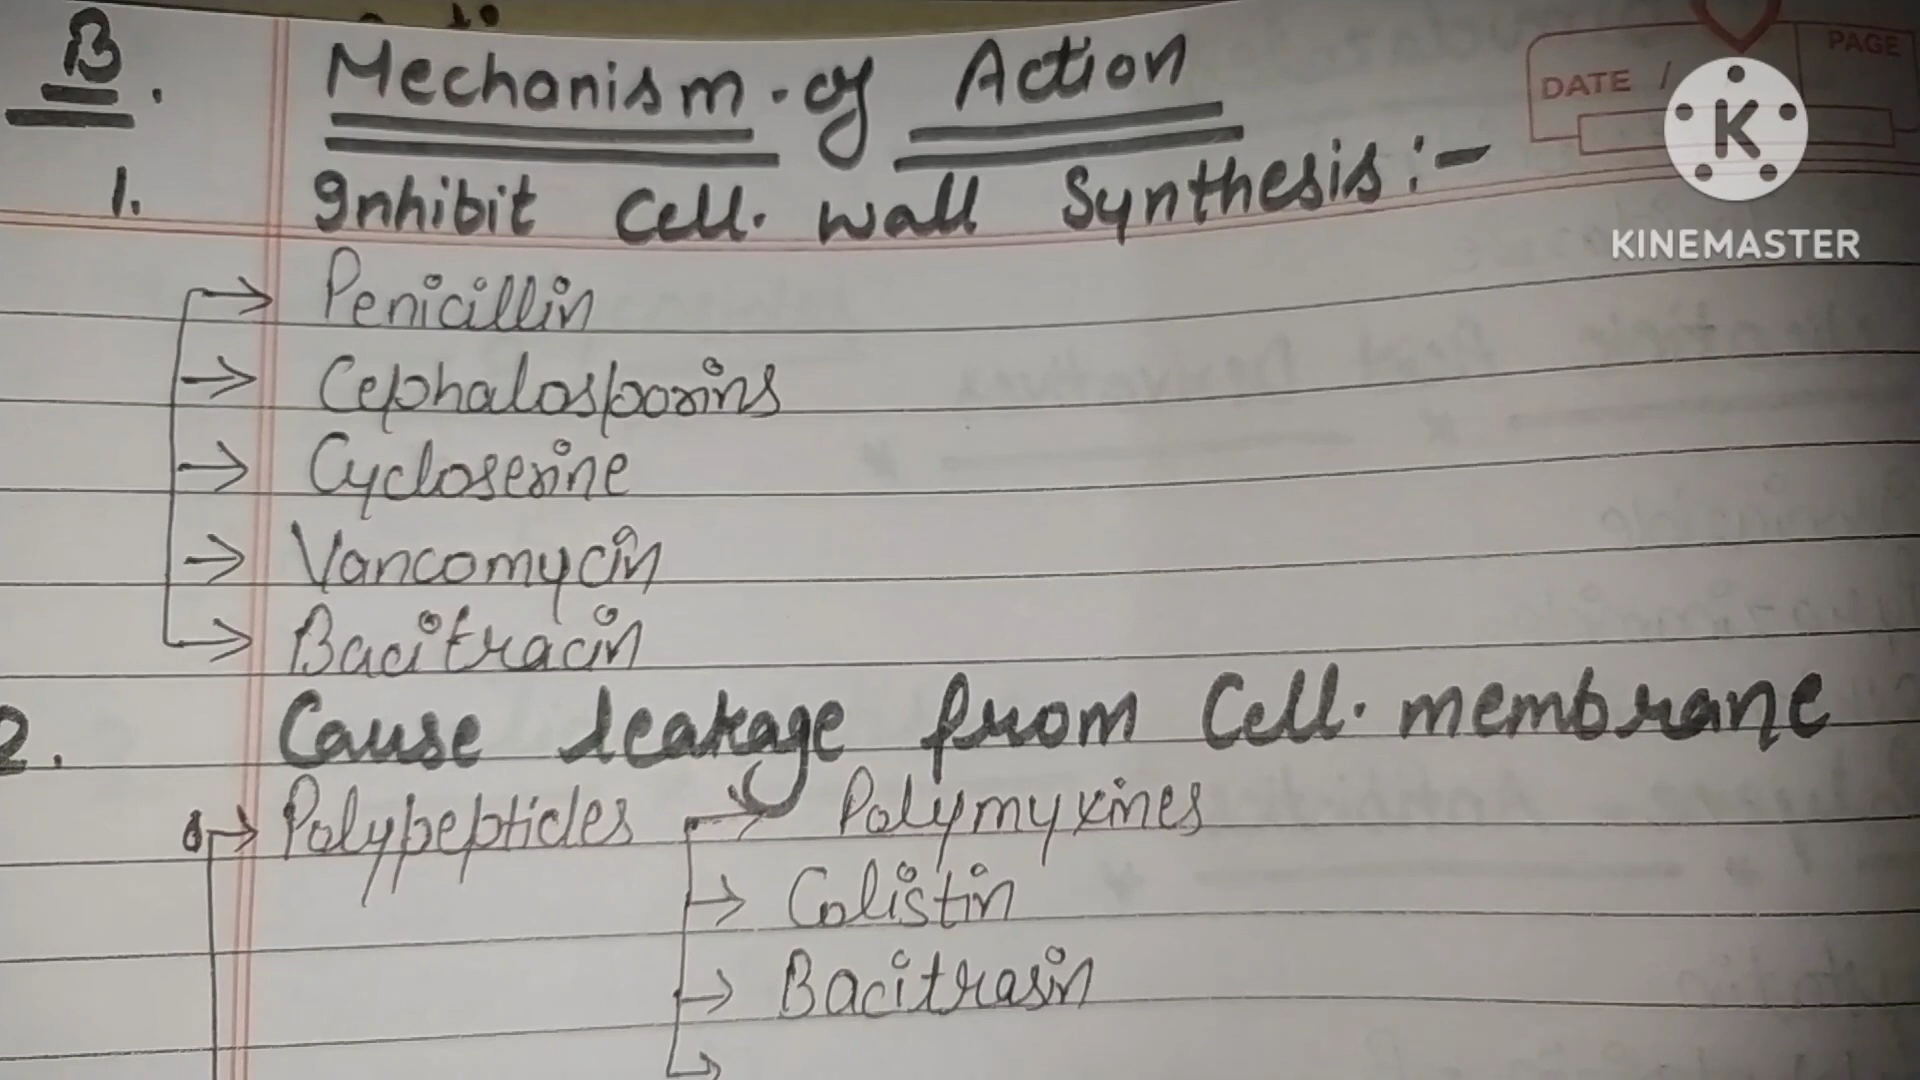 B.
Mechanism of Action
DATE /
PAGE
K
KINEMASTER
1. Inhibit Cell. wall Synthesis:-
→ Penicillin
→ Cephalosporins
→ Cycloserine
→ Vancomycin
→ Bacitracin
2. Cause leakage from Cell. membrane
→ Polypeptides → Polymyxines
→ Colistin
→ Bacitrasin